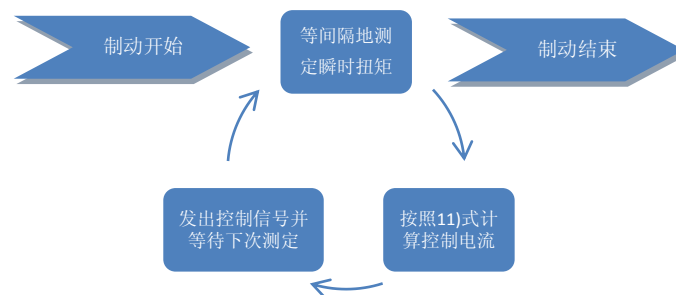 制动开始
等间隔地测
定瞬时扭矩
制动结束
发出控制信号并
等待下次测定
按照11)式计
算控制电流